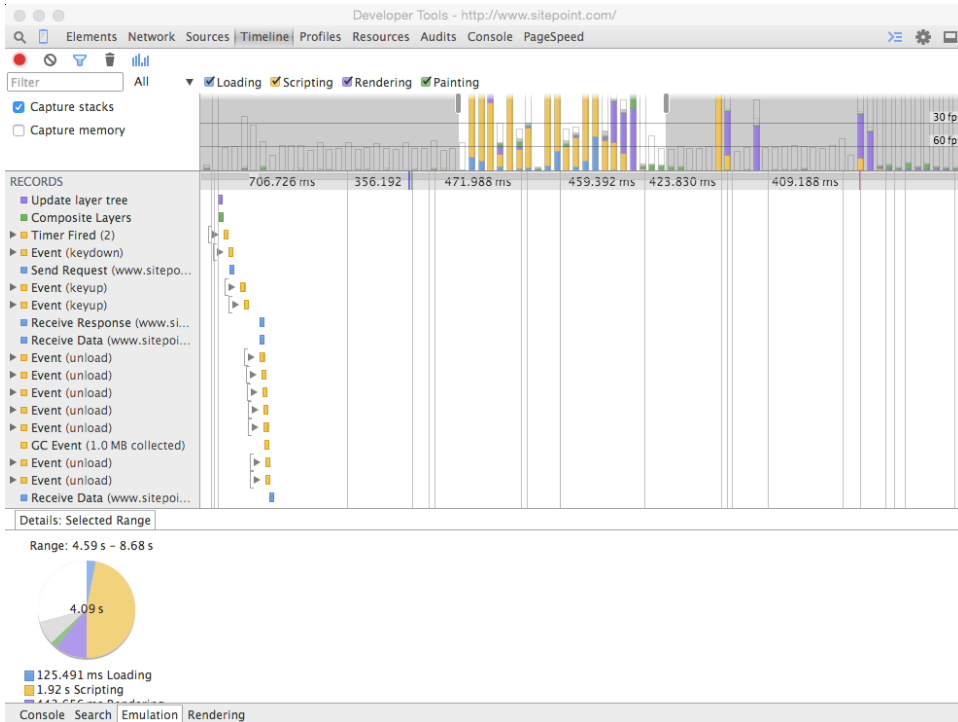 Developer Tools - http://www.sitepoint.com/
Elements Network Sources Timeline Profiles Resources Audits Console PageSpeed
Filter All Loading Scripting Rendering Painting
Capture stacks
Capture memory
30 fp
60 fp
RECORDS 706.726 ms 356.192 471.988 ms 459.392 ms 423.830 ms 409.188 ms
Update layer tree
Composite Layers
Timer Fired (2)
Event (keydown)
Send Request (www.sitepo...
Event (keyup)
Event (keyup)
Receive Response (www.si...
Receive Data (www.sitepoi...
Event (unload)
Event (unload)
Event (unload)
Event (unload)
Event (unload)
GC Event (1.0 MB collected)
Event (unload)
Event (unload)
Receive Data (www.sitepoi...
Details: Selected Range
Range: 4.59 s – 8.68 s
4.09 s
125.491 ms Loading
1.92 s Scripting
443.656 ms Rendering
Console Search Emulation Rendering